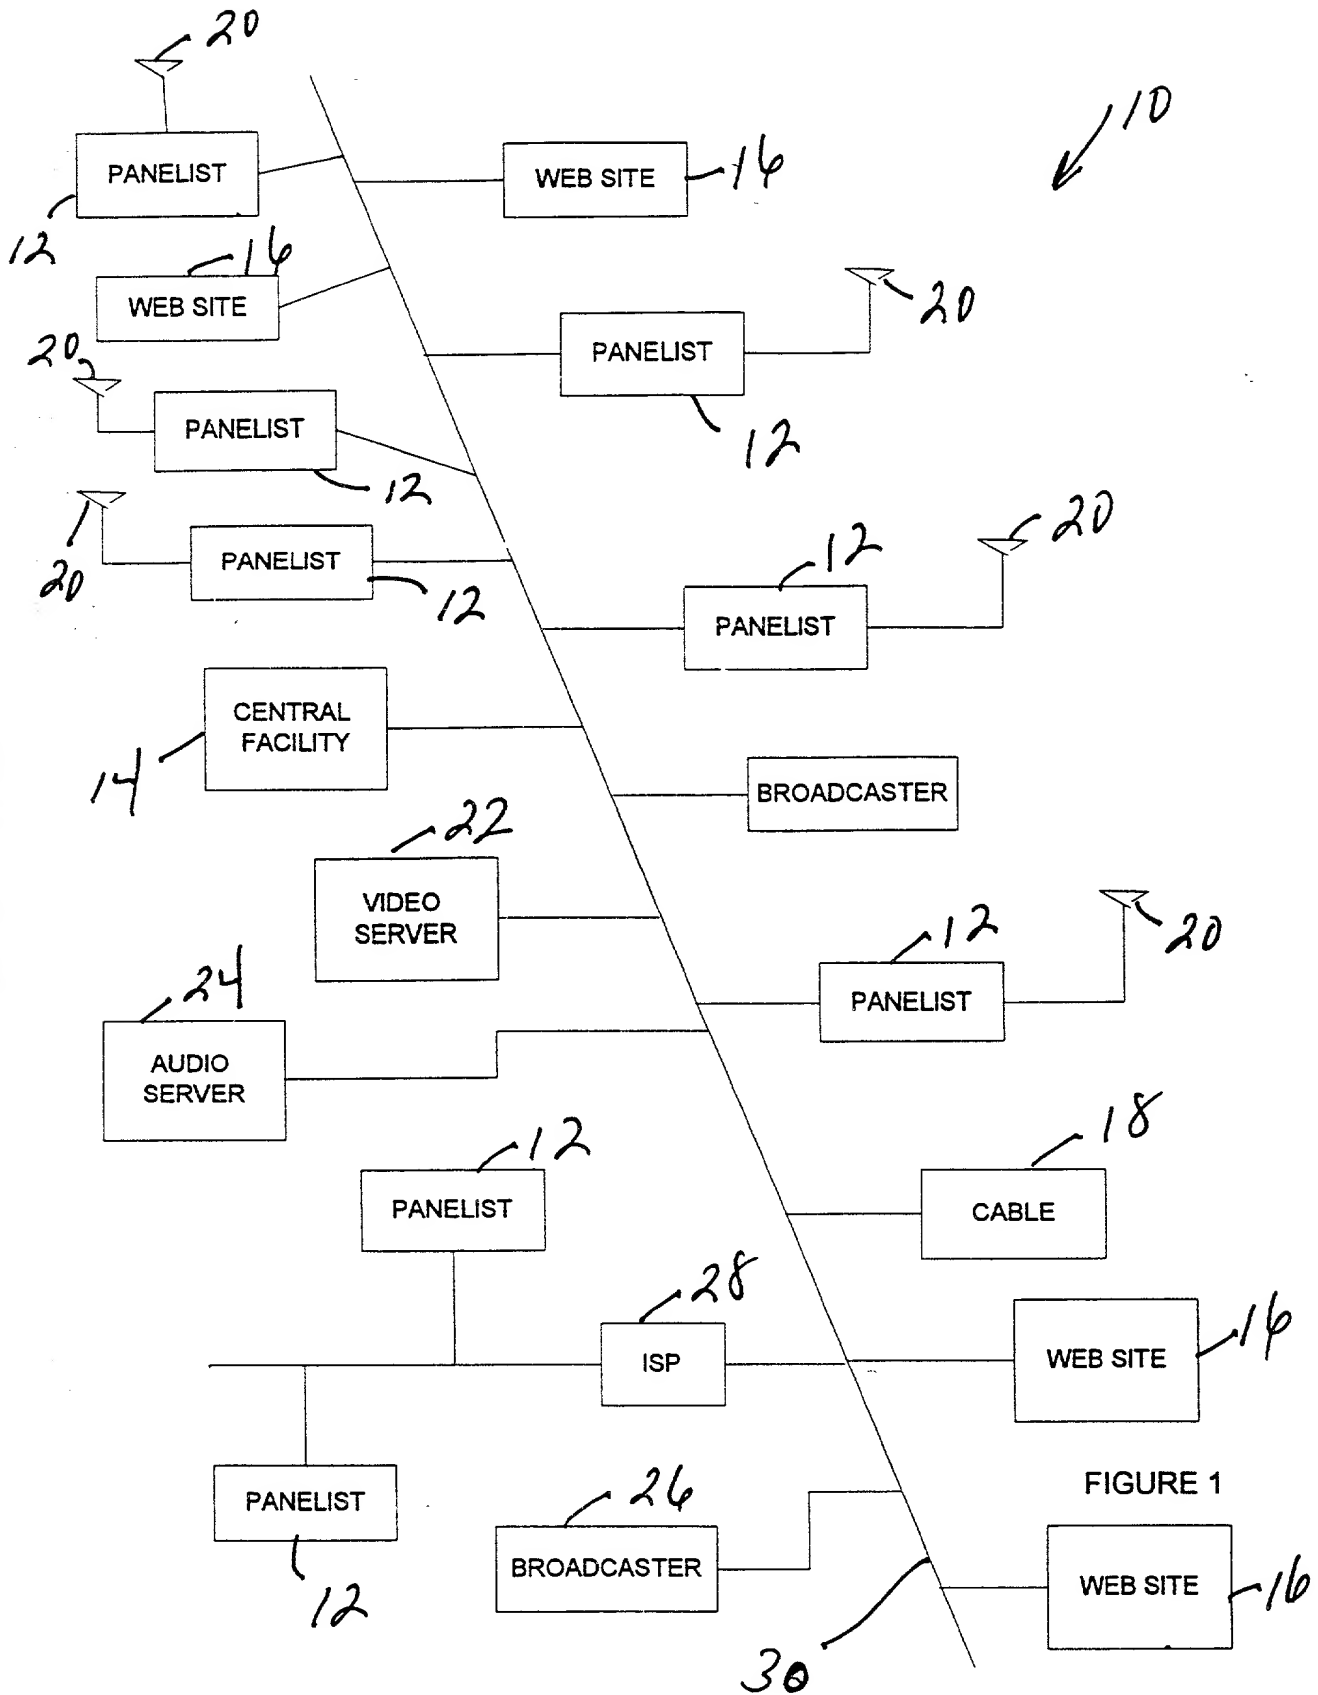 20
10
PANELIST
12
WEB SITE
16
16
WEB SITE
20
PANELIST
12
20
PANELIST
12
20
PANELIST
12
12
PANELIST
20
CENTRAL
FACILITY
14
BROADCASTER
22
VIDEO
SERVER
12
PANELIST
20
24
AUDIO
SERVER
12
PANELIST
18
CABLE
28
ISP
WEB SITE
16
PANELIST
12
26
BROADCASTER
FIGURE 1
WEB SITE
16
30